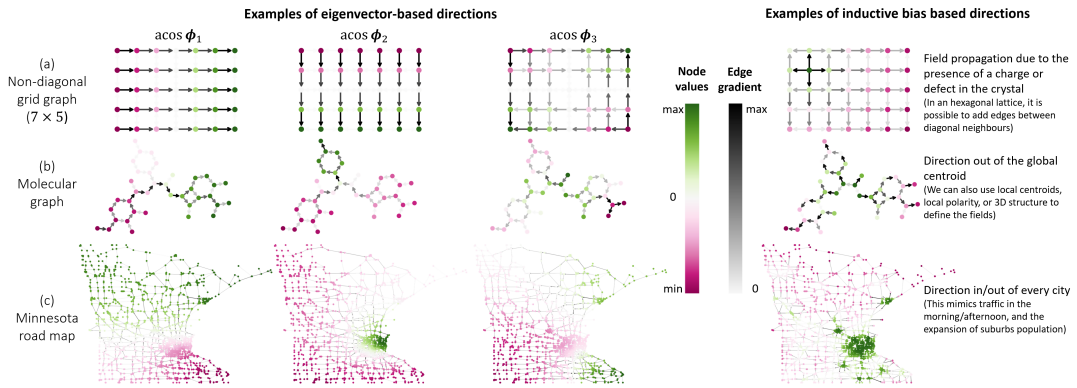 Examples of eigenvector-based directions
Examples of inductive bias based directions
acos ϕ₁
acos ϕ₂
acos ϕ₃
(a)
Non-diagonal
grid graph
(7 × 5)
Node
values
Edge
gradient
max
max
0
min
0
Field propagation due to the
presence of a charge or
defect in the crystal
(In an hexagonal lattice, it is
possible to add edges between
diagonal neighbours)
(b)
Molecular
graph
Direction out of the global
centroid
(We can also use local centroids,
local polarity, or 3D structure to
define the fields)
(c)
Minnesota
road map
Direction in/out of every city
(This mimics traffic in the
morning/afternoon, and the
expansion of suburbs population)